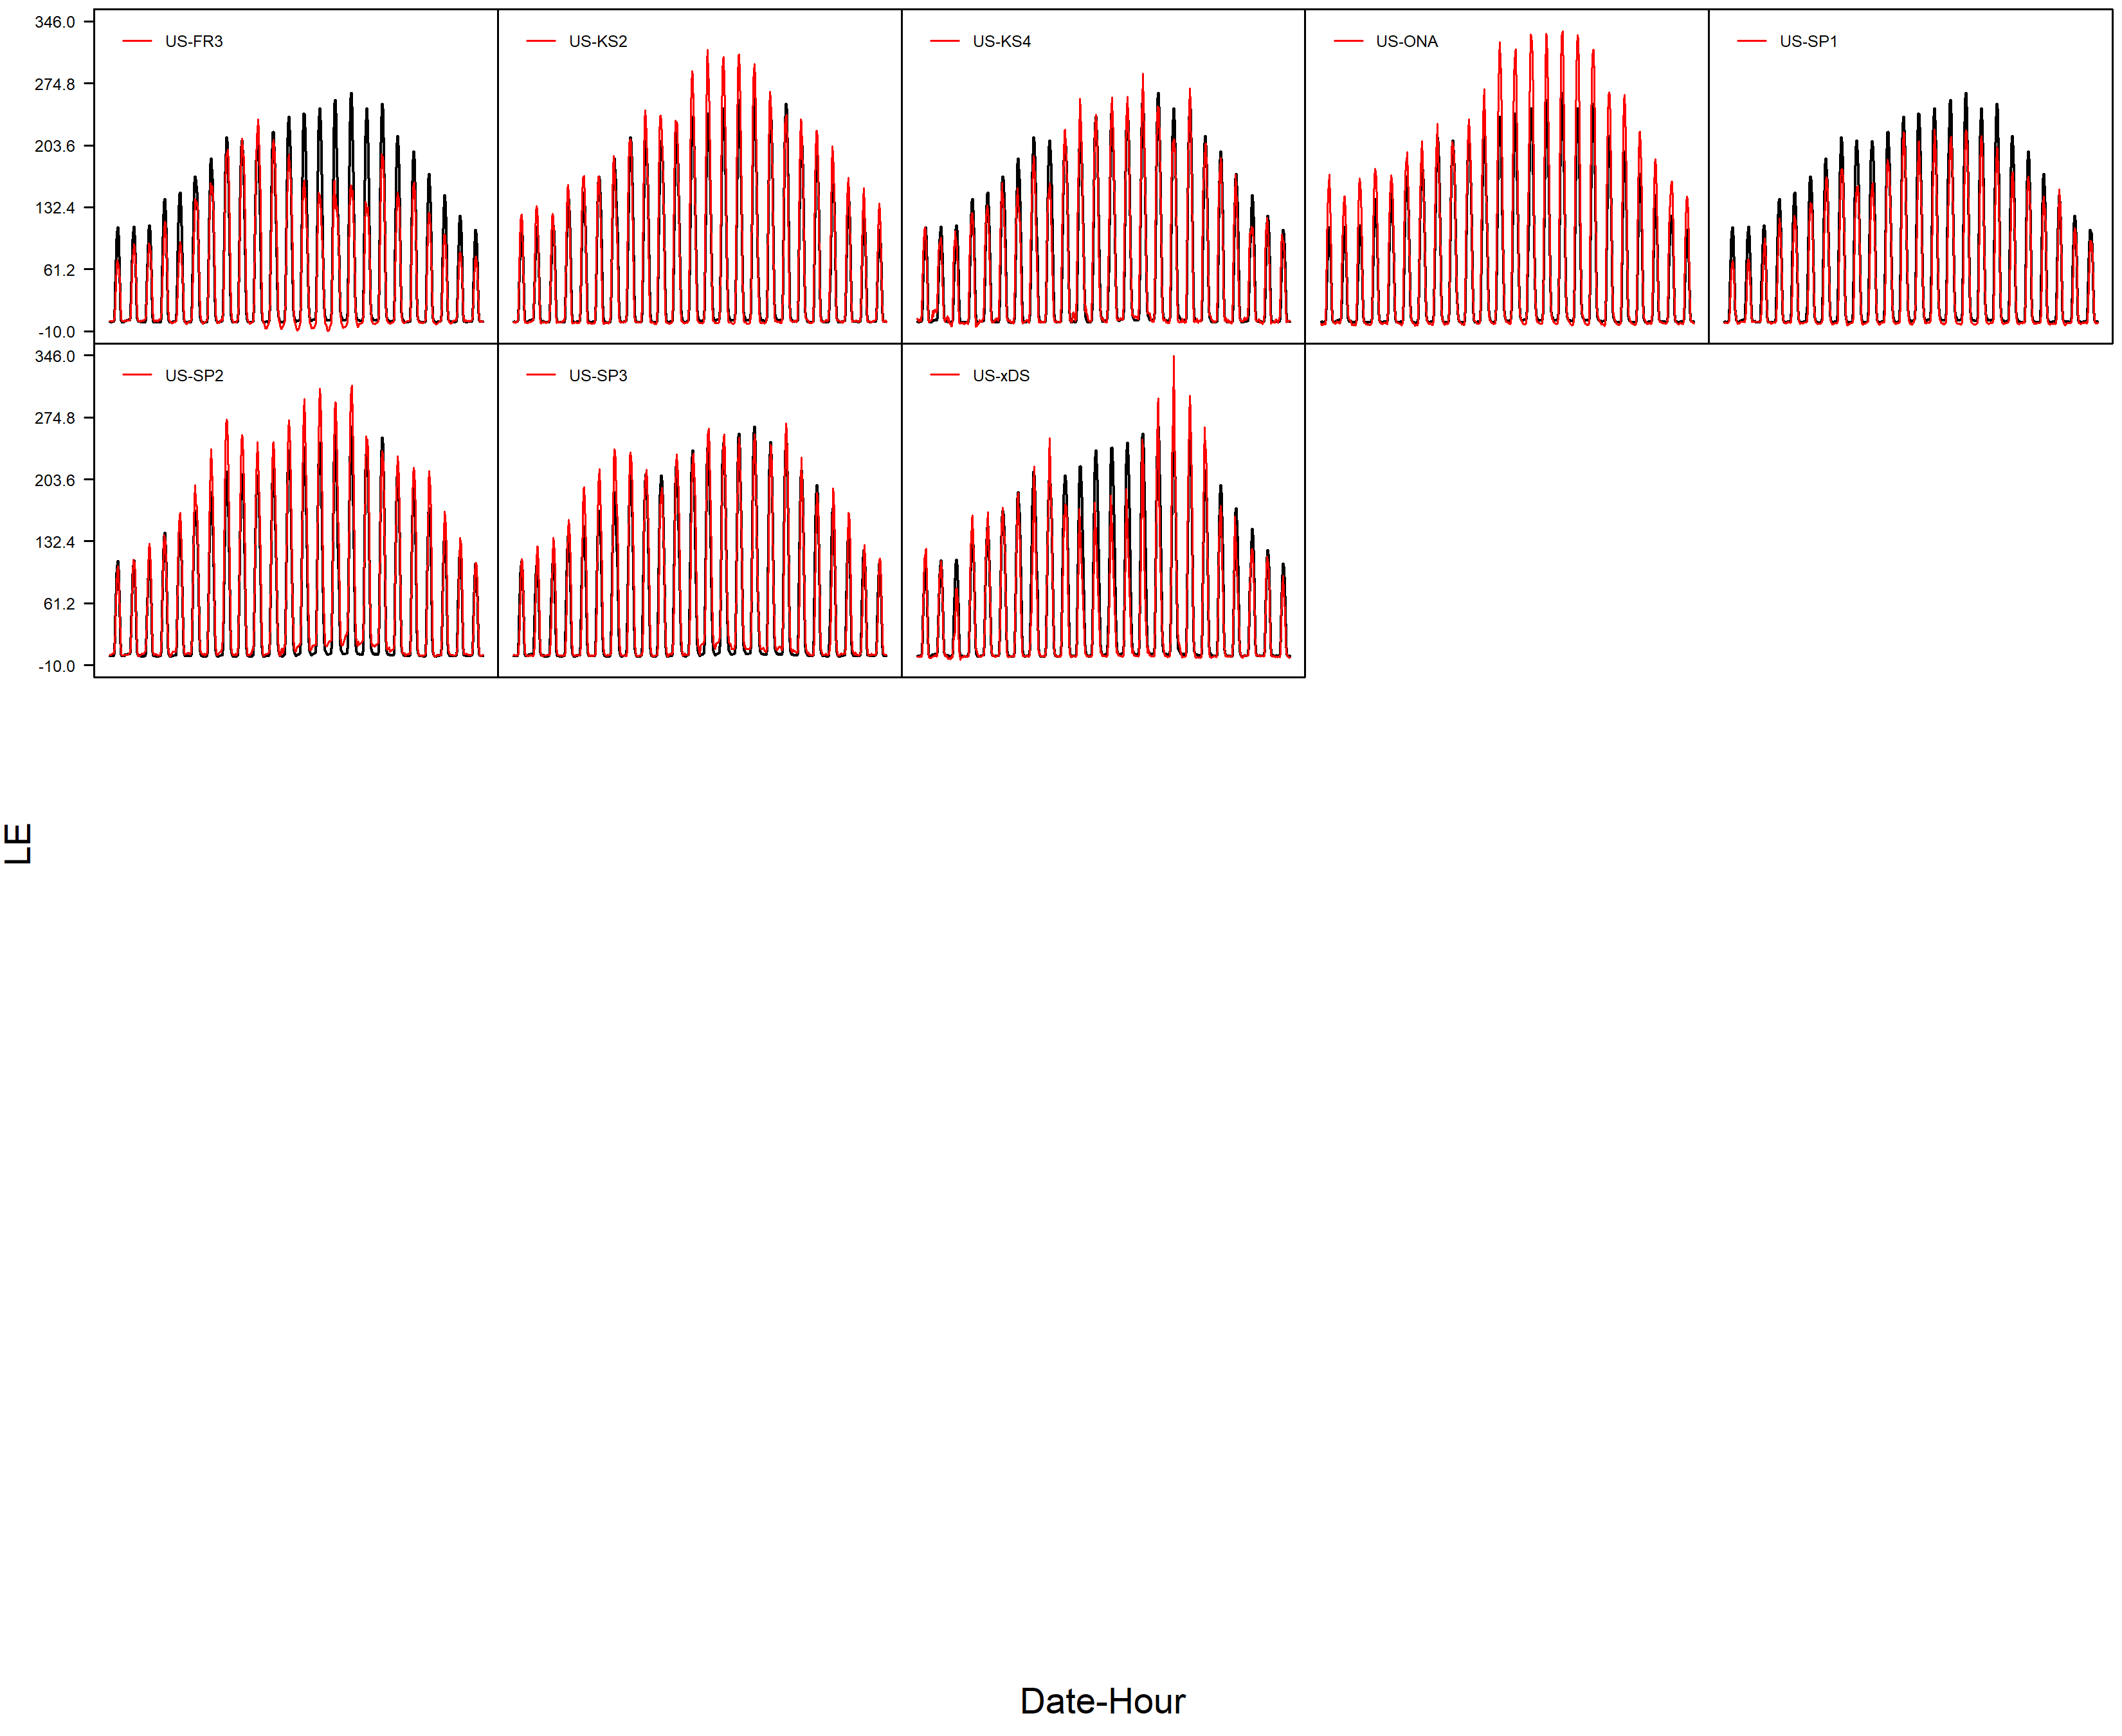 346.0
274.8
203.6
132.4
61.2
-10.0
US-FR3
US-KS2
US-KS4
US-ONA
US-SP1
346.0
274.8
203.6
132.4
61.2
-10.0
US-SP2
US-SP3
US-xDS
LE
Date-Hour